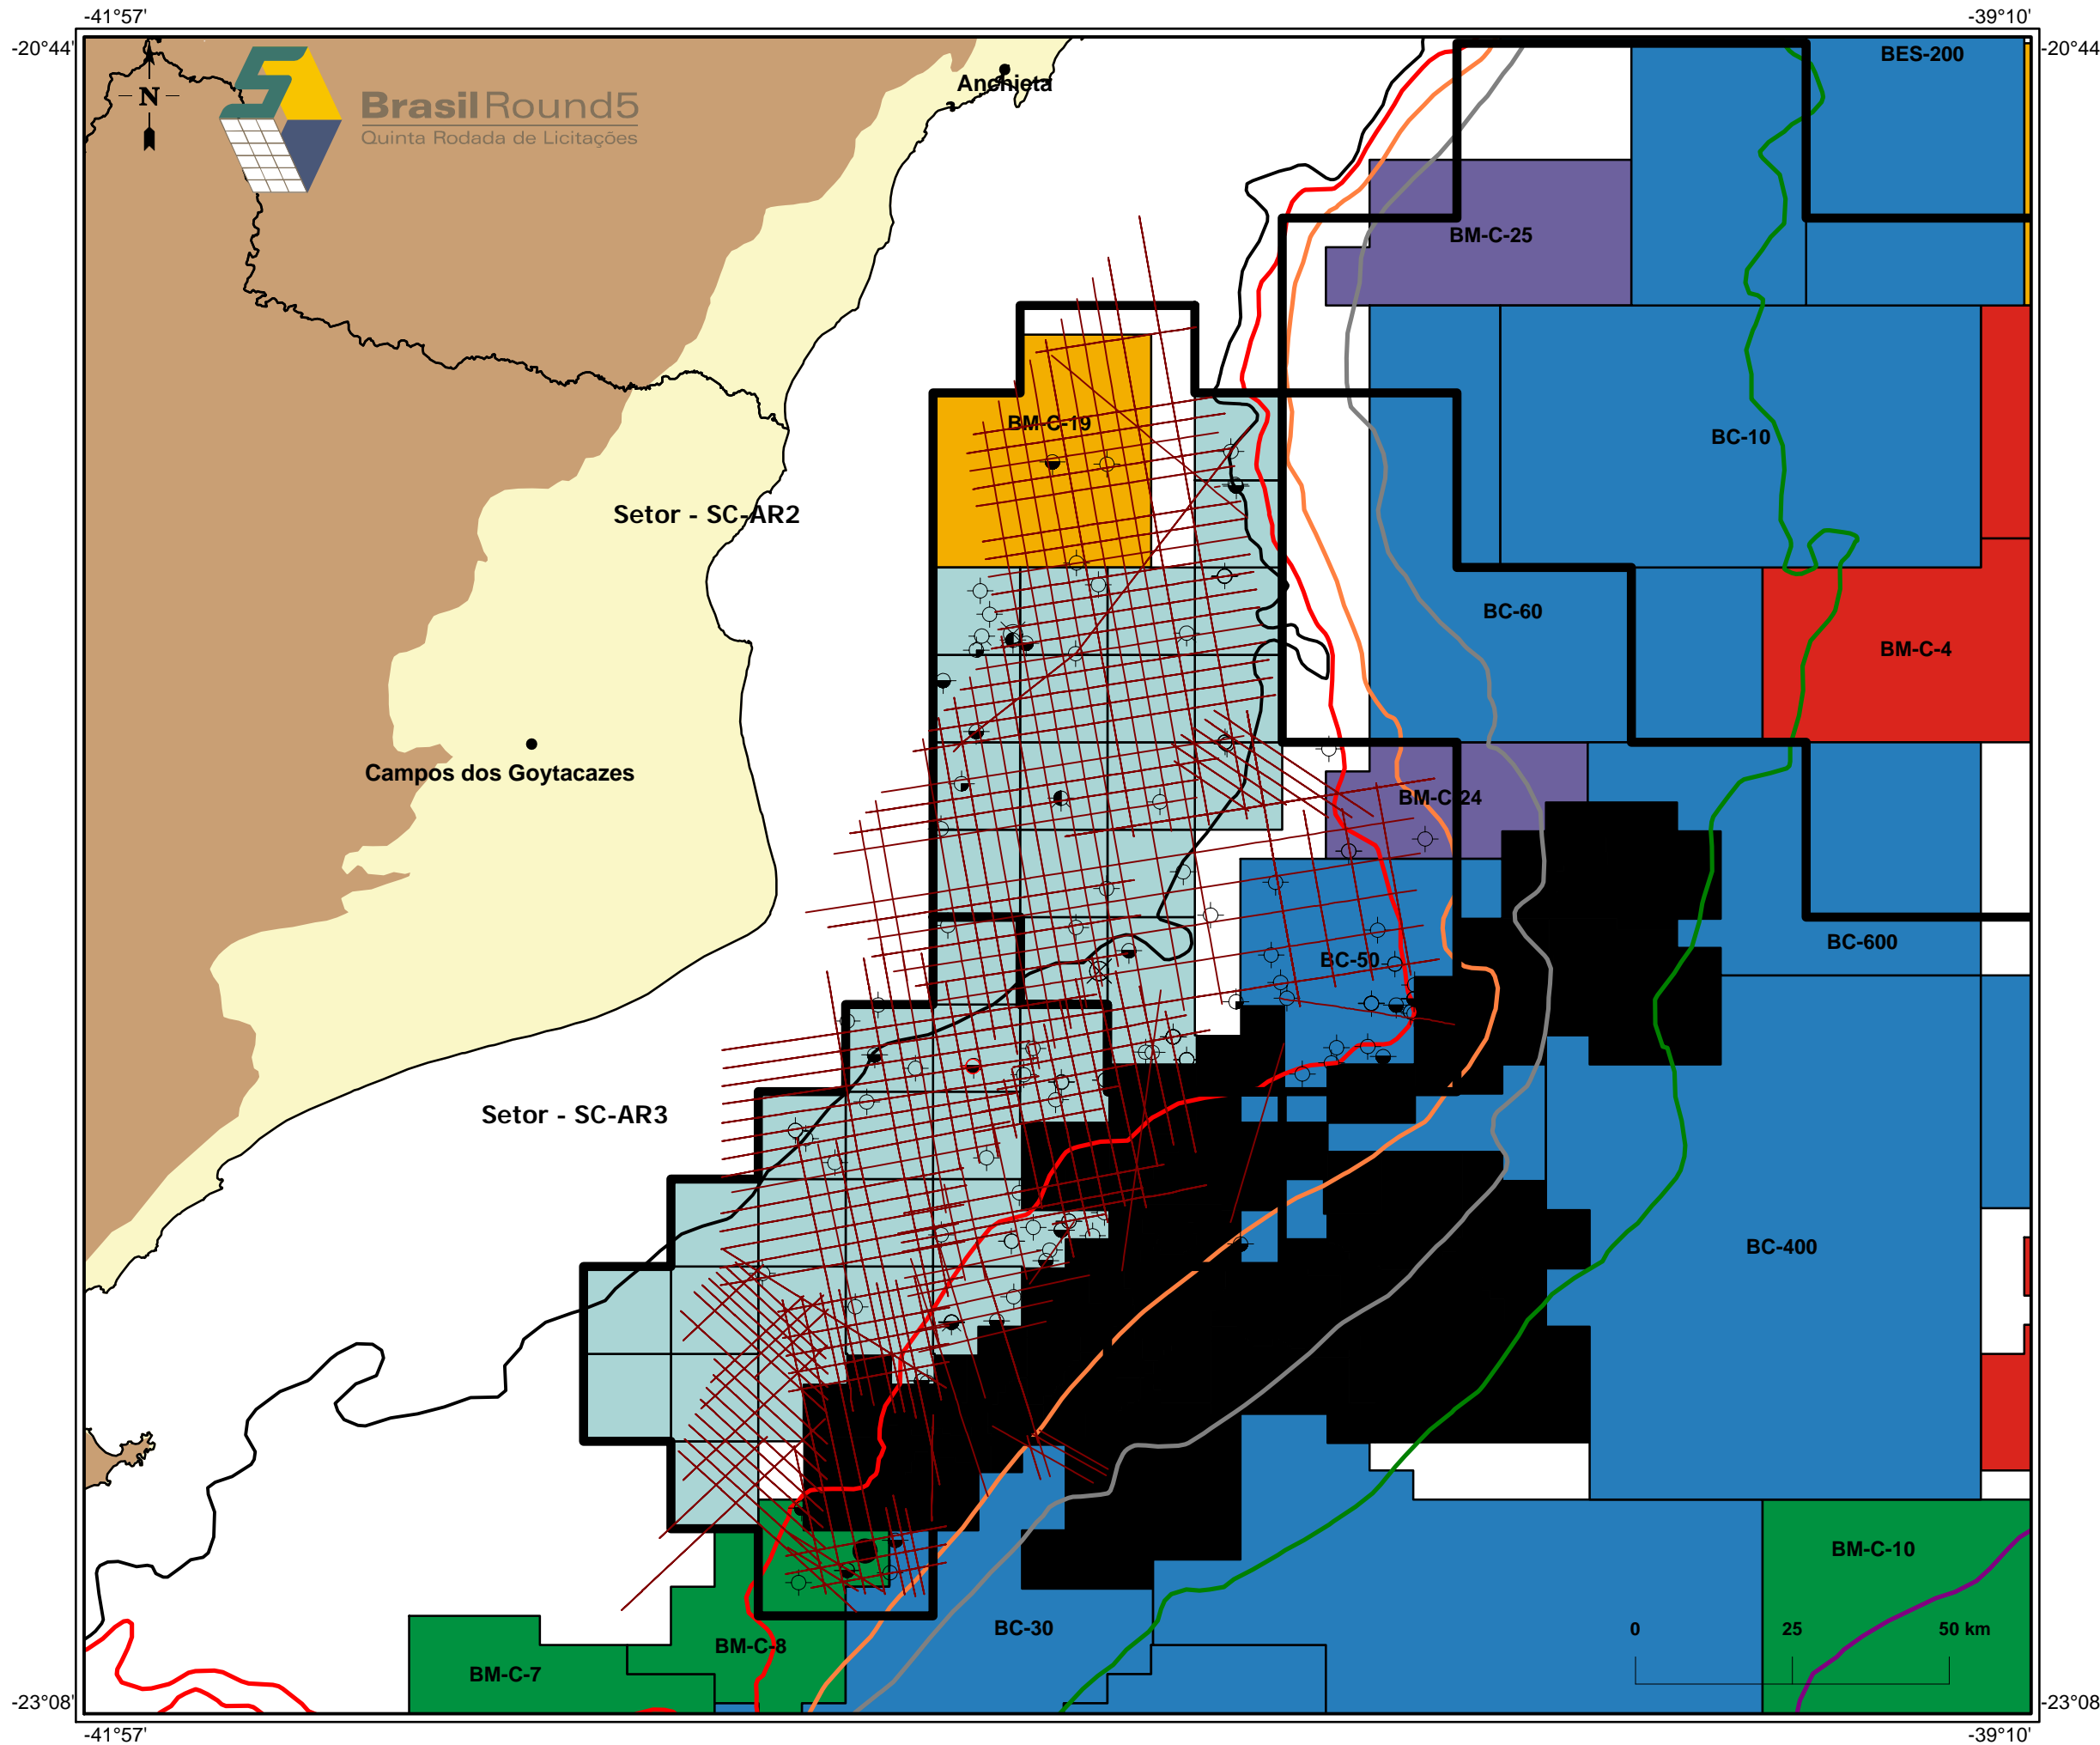 -41°57'
-39°10'
-20°44'
-20°44'
BES-200
Anchieta
N
BrasilRound5
Quinta Rodada de Licitações
BM-C-25
BM-C-19
BC-10
Setor - SC-AR2
BC-60
BM-C-4
Campos dos Goytacazes
BM-C-24
BC-600
BC-50
Setor - SC-AR3
BC-400
BM-C-10
BC-30
0 25 50 km
BM-C-8
BM-C-7
-23°08'
-23°08'
-41°57'
-39°10'